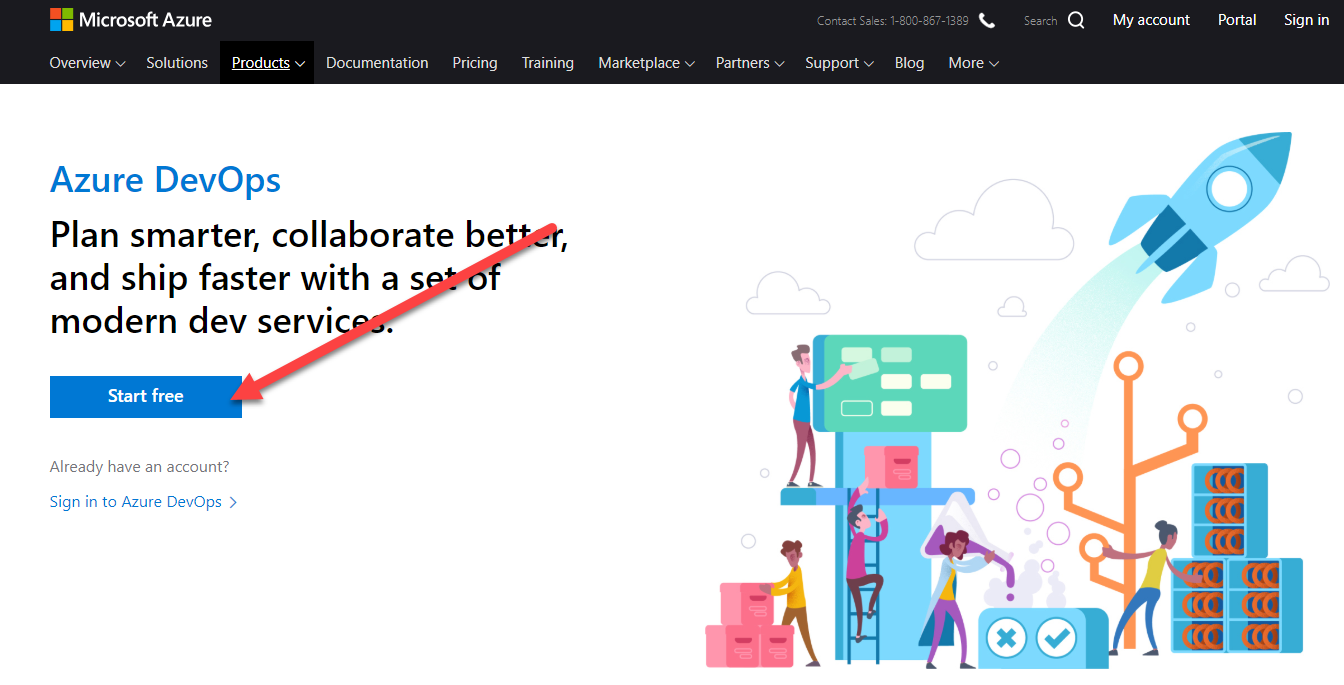 Microsoft Azure
Contact Sales: 1-800-867-1389
Search
My account
Portal
Sign in
Overview
Solutions
Products
Documentation
Pricing
Training
Marketplace
Partners
Support
Blog
More
Azure DevOps
Plan smarter, collaborate better,
and ship faster with a set of
modern dev services.
Start free
Already have an account?
Sign in to Azure DevOps